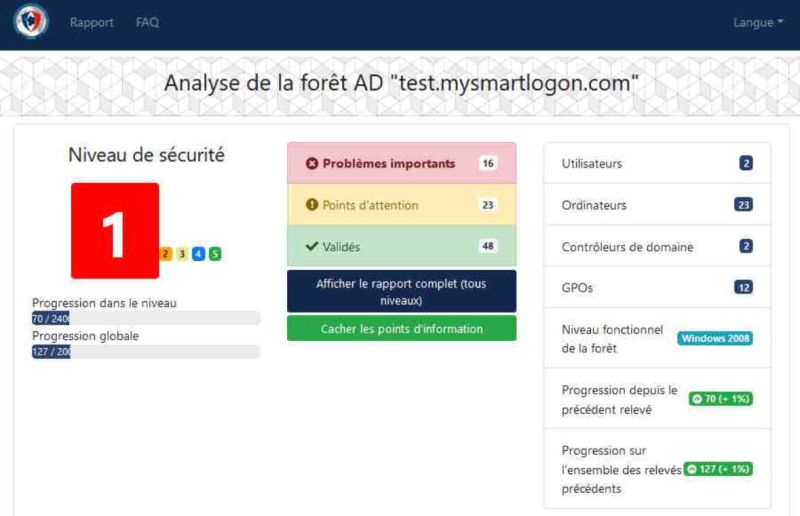 Rapport FAQ Langue
Analyse de la forêt AD "test.mysmartlogon.com"
Niveau de sécurité
1
2 3 4 5
Progression dans le niveau
70 / 240
Progression globale
127 / 20
Problèmes importants 16
Points d'attention 23
Validés 48
Afficher le rapport complet (tous
niveaux)
Cacher les points d'information
Utilisateurs 2
Ordinateurs 23
Contrôleurs de domaine 2
GPOs 12
Niveau fonctionnel
de la forêt
Windows 2008
Progression depuis le
précédent relevé
70 (+ 1%)
Progression sur
l'ensemble des relevés
précédents
127 (+ 1%)